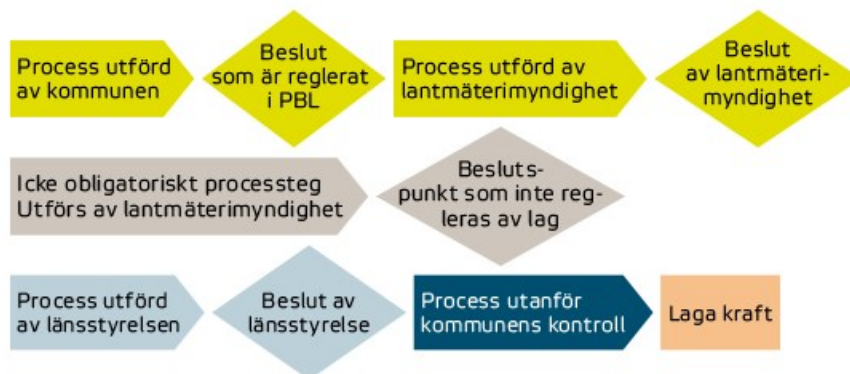 Process utförd
av kommunen
Beslut
som är reglerat
i PBL
Process utförd av
lantmäterimyndighet
Beslut
av lantmäteri-
myndighet
Icke obligatoriskt processteg
Utförs av lantmäterimyndighet
Besluts-
punkt som inte reg-
leras av lag
Process utförd
av länsstyrelsen
Beslut av
länsstyrelse
Process utanför
kommunens kontroll
Laga kraft